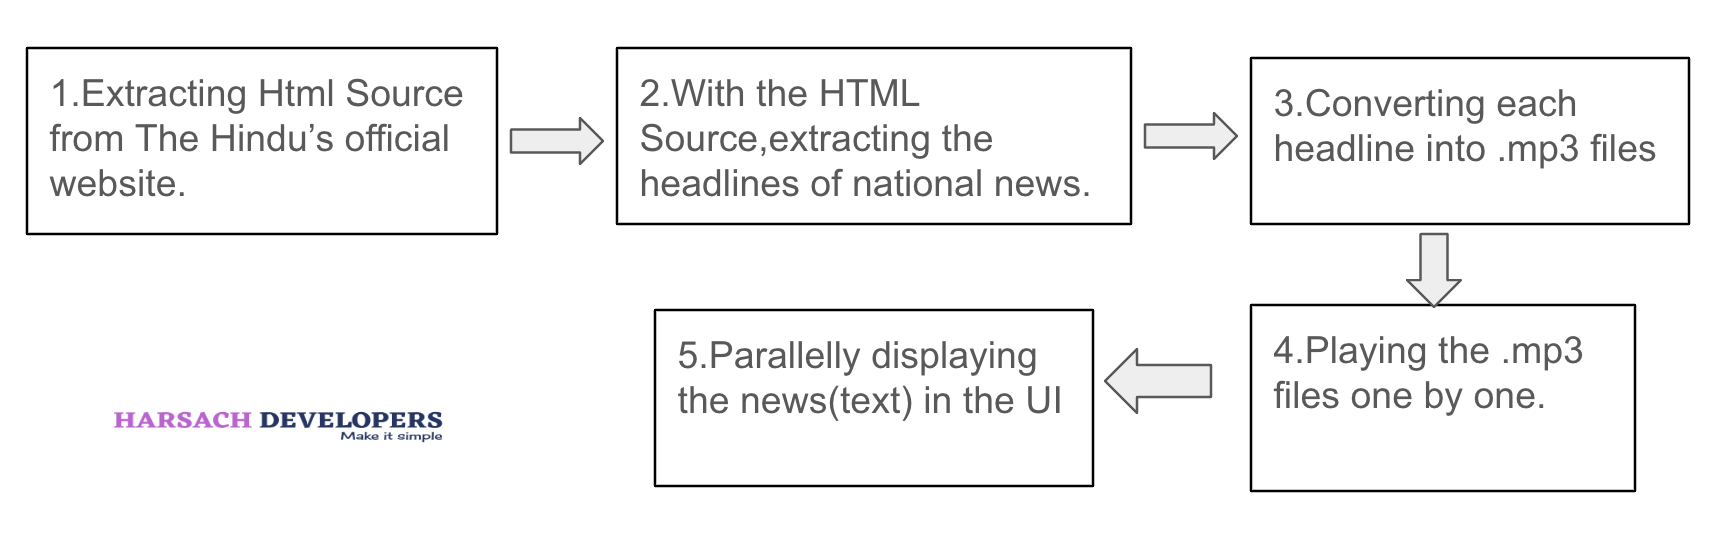 1.Extracting Html Source
from The Hindu’s official
website.
2.With the HTML
Source,extracting the
headlines of national news.
3.Converting each
headline into .mp3 files
4.Playing the .mp3
files one by one.
5.Parallelly displaying
the news(text) in the UI
HARSACH DEVELOPERS
Make it simple